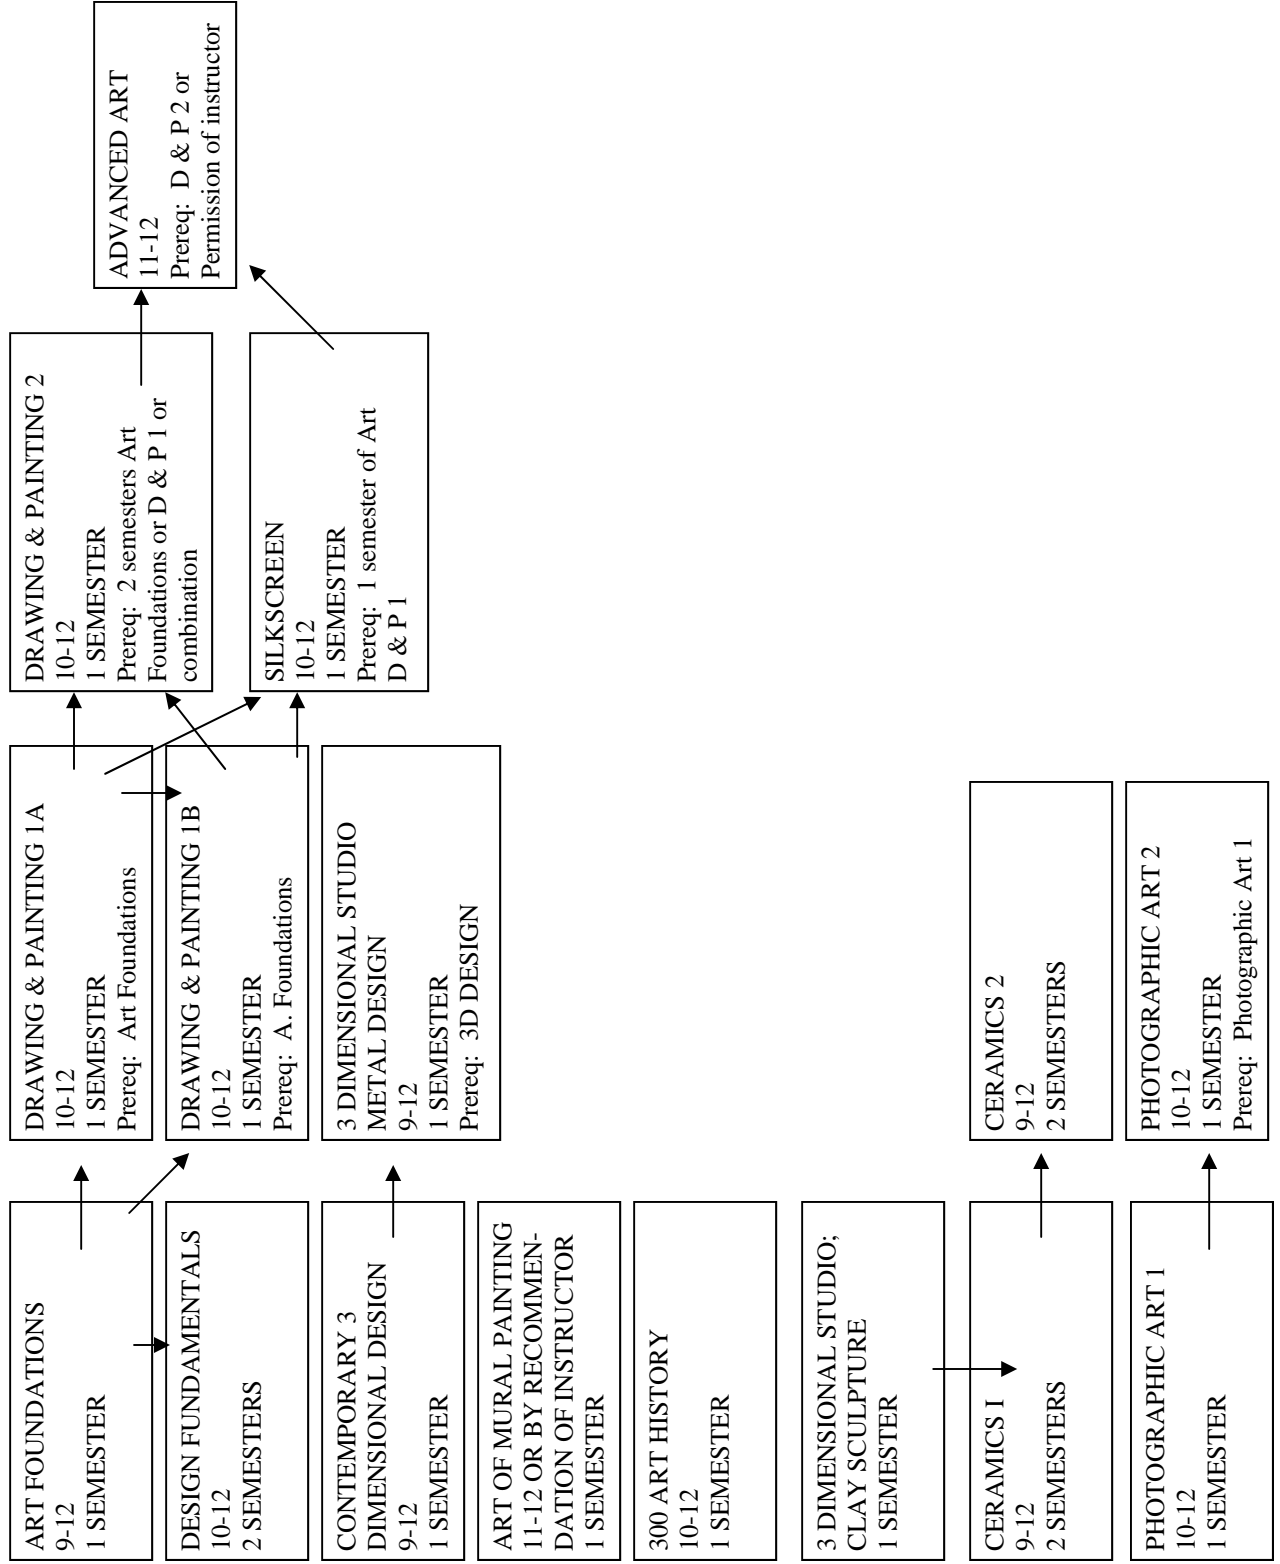 ART FOUNDATIONS
9-12
1 SEMESTER
DESIGN FUNDAMENTALS
10-12
2 SEMESTERS
CONTEMPORARY 3
DIMENSIONAL DESIGN
9-12
1 SEMESTER
ART OF MURAL PAINTING
11-12 OR BY RECOMMEN-
DATION OF INSTRUCTOR
1 SEMESTER
300 ART HISTORY
10-12
1 SEMESTER
3 DIMENSIONAL STUDIO;
CLAY SCULPTURE
1 SEMESTER
CERAMICS I
9-12
2 SEMESTERS
PHOTOGRAPHIC ART 1
10-12
1 SEMESTER
DRAWING & PAINTING 1A
10-12
1 SEMESTER
Prereq: Art Foundations
DRAWING & PAINTING 1B
10-12
1 SEMESTER
Prereq: A. Foundations
3 DIMENSIONAL STUDIO
METAL DESIGN
9-12
1 SEMESTER
Prereq: 3D DESIGN
CERAMICS 2
9-12
2 SEMESTERS
PHOTOGRAPHIC ART 2
10-12
1 SEMESTER
Prereq: Photographic Art 1
DRAWING & PAINTING 2
10-12
1 SEMESTER
Prereq: 2 semesters Art
Foundations or D & P 1 or
combination
SILKSCREEN
10-12
1 SEMESTER
Prereq: 1 semester of Art
D & P 1
ADVANCED ART
11-12
Prereq: D & P 2 or
Permission of instructor